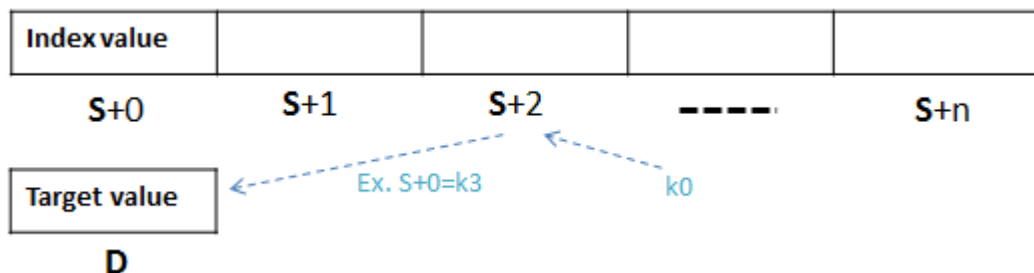 Index value
S+0 S+1 S+2 ----- S+n
Ex. S+0=k3 k0
Target value
D